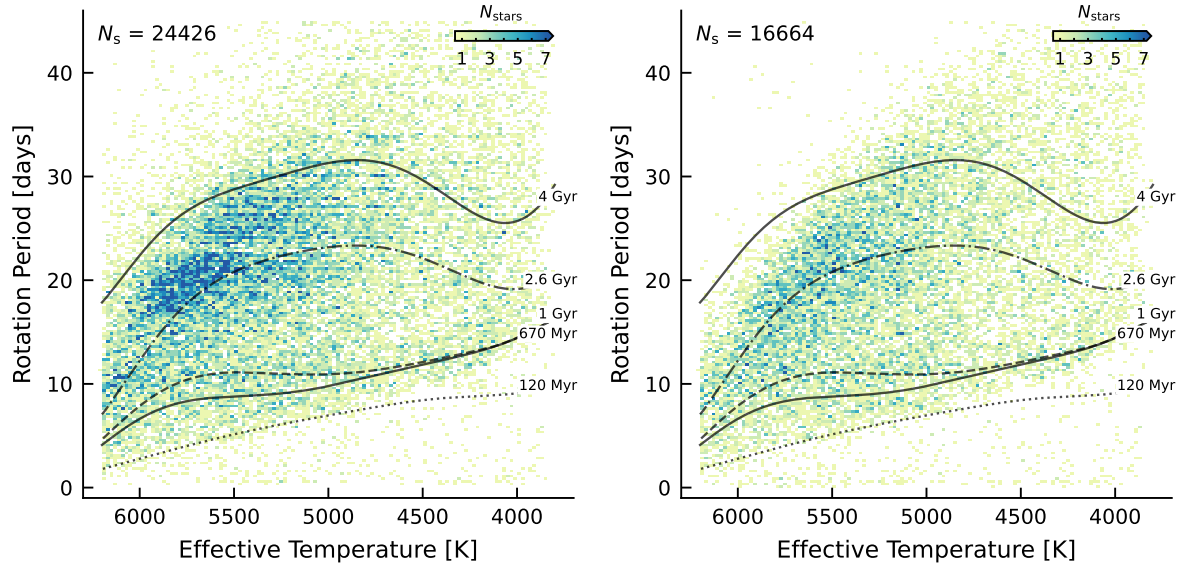 N_stars
N_s = 24426
1 3 5 7
40
30
20
10
0
4 Gyr
2.6 Gyr
1 Gyr
670 Myr
120 Myr
6000 5500 5000 4500 4000
Effective Temperature [K]
Rotation Period [days]
N_stars
N_s = 16664
1 3 5 7
40
30
20
10
0
4 Gyr
2.6 Gyr
1 Gyr
670 Myr
120 Myr
6000 5500 5000 4500 4000
Effective Temperature [K]
Rotation Period [days]